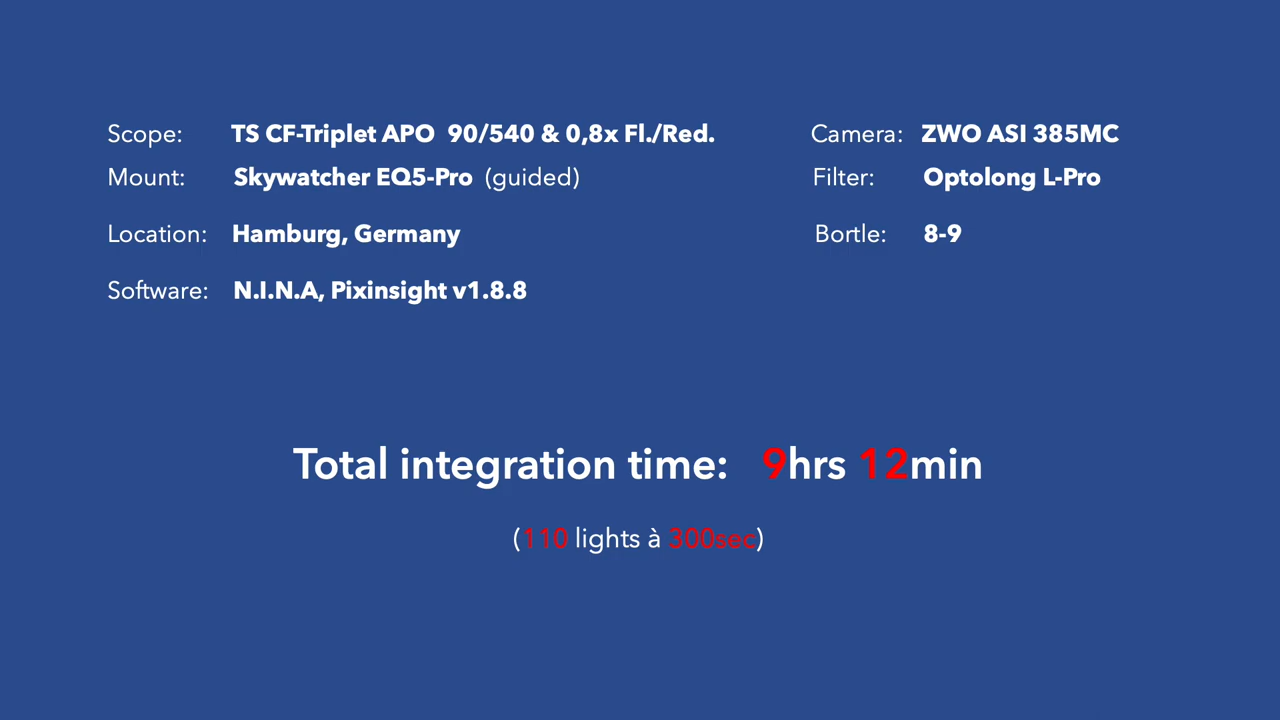 Scope: TS CF-Triplet APO 90/540 & 0,8x Fl./Red. Camera: ZWO ASI 385MC
Mount: Skywatcher EQ5-Pro (guided) Filter: Optolong L-Pro
Location: Hamburg, Germany Bortle: 8-9
Software: N.I.N.A, Pixinsight v1.8.8
Total integration time: 9hrs 12min
(110 lights à 300sec)